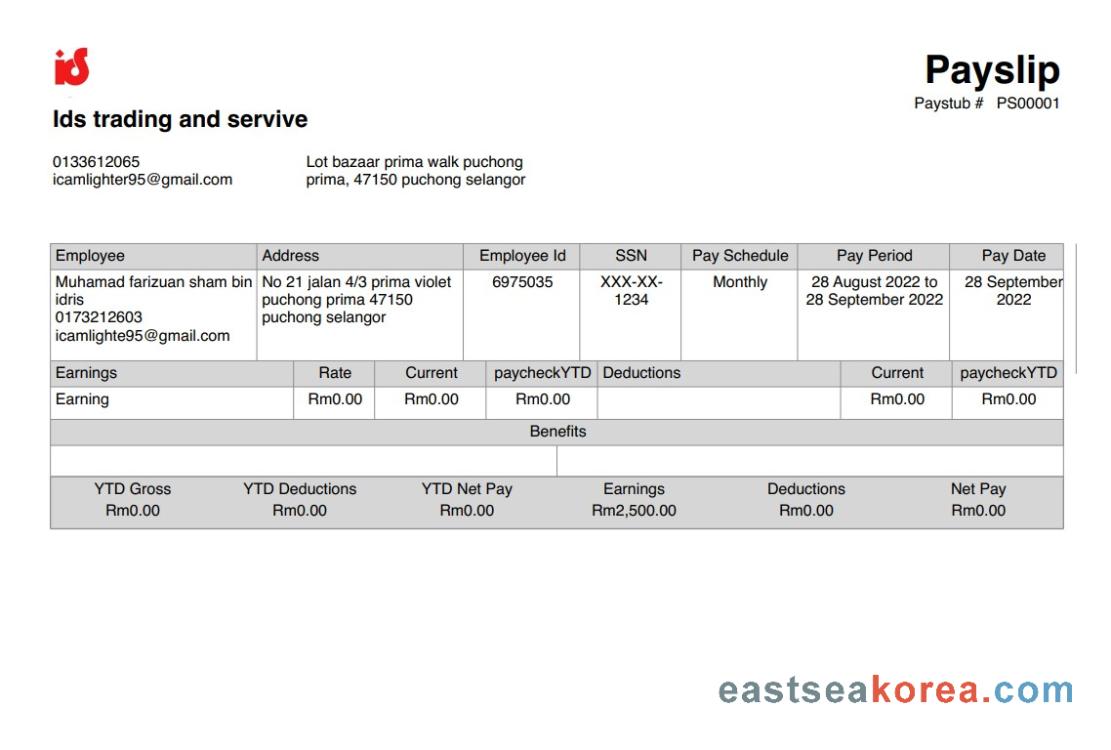 ids
Payslip
Paystub # PS00001
Ids trading and servive
0133612065
icamlighter95@gmail.com
Lot bazaar prima walk puchong
prima, 47150 puchong selangor
Employee Address Employee Id SSN Pay Schedule Pay Period Pay Date
Muhamad farizuan sham bin
idris
0173212603
icamlighte95@gmail.com
No 21 jalan 4/3 prima violet
puchong prima 47150
puchong selangor
6975035
XXX-XX-
1234
Monthly
28 August 2022 to
28 September 2022
28 September
2022
Earnings Rate Current paycheckYTD Deductions Current paycheckYTD
Earning Rm0.00 Rm0.00 Rm0.00 Rm0.00 Rm0.00
Benefits
YTD Gross YTD Deductions YTD Net Pay Earnings Deductions Net Pay
Rm0.00 Rm0.00 Rm0.00 Rm2,500.00 Rm0.00 Rm0.00
eastseakorea.com